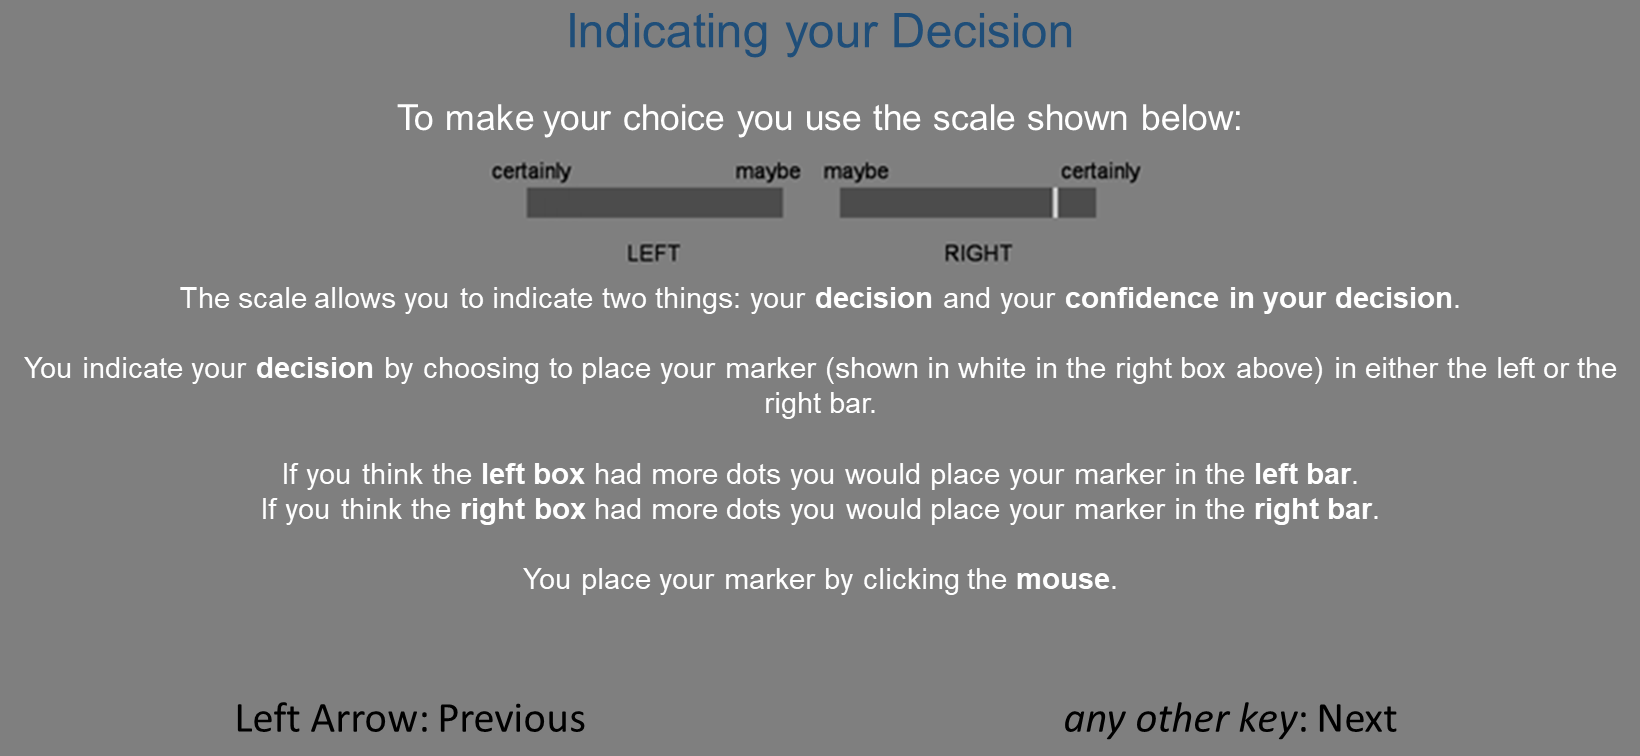 Indicating your Decision
To make your choice you use the scale shown below:
certainly maybe maybe certainly
LEFT RIGHT
The scale allows you to indicate two things: your decision and your confidence in your decision.
You indicate your decision by choosing to place your marker (shown in white in the right box above) in either the left or the
right bar.
If you think the left box had more dots you would place your marker in the left bar.
If you think the right box had more dots you would place your marker in the right bar.
You place your marker by clicking the mouse.
Left Arrow: Previous any other key: Next